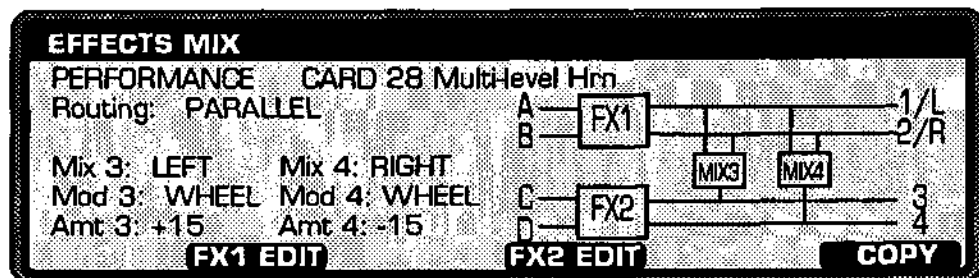 EFFECTS MIX
PERFORMANCE CARD 28 Multi-level Hrn
Routing: PARALLEL
A B FX1 1/L 2/R
Mix 3: LEFT Mix 4: RIGHT
MIX3 MIX4
Mod 3: WHEEL Mod 4: WHEEL
C D FX2 3 4
Amt 3: +15 Amt 4: -15
FX1 EDIT FX2 EDIT COPY